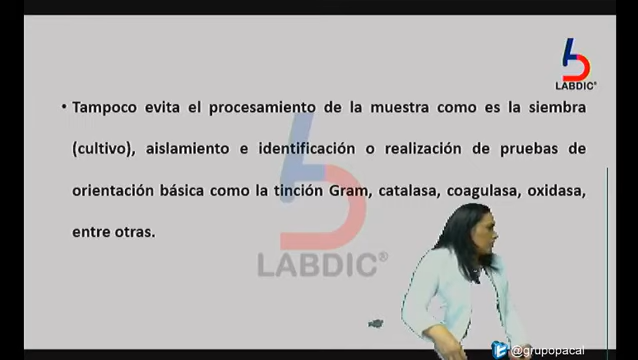 LABDIC®
• Tampoco evita el procesamiento de la muestra como es la siembra
(cultivo), aislamiento e identificación o realización de pruebas de
orientación básica como la tinción Gram, catalasa, coagulasa, oxidasa,
entre otras.
LABDIC®
@grupopacal